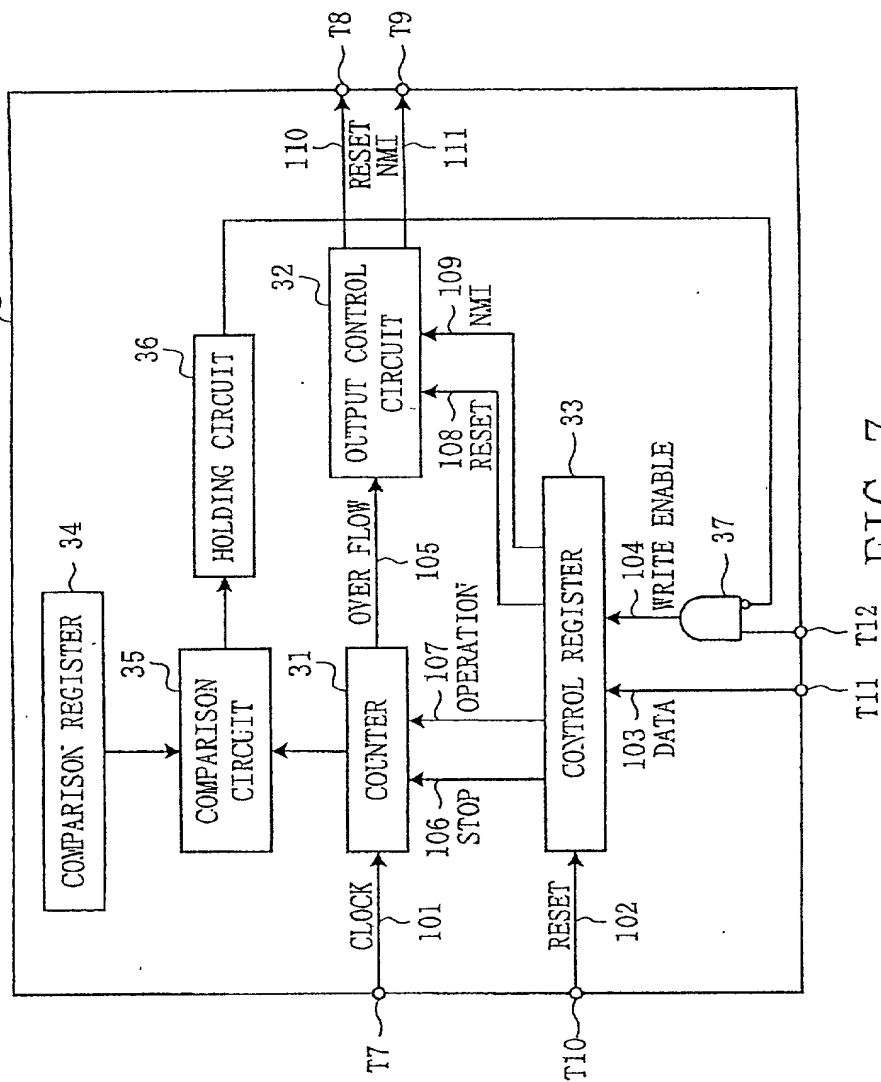 34
COMPARISON REGISTER
35
COMPARISON
CIRCUIT
36
HOLDING CIRCUIT
T7
CLOCK
101
31
COUNTER
OVER FLOW
105
32
OUTPUT CONTROL
CIRCUIT
110
RESET
NMI
111
T8
T9
106
STOP
107
OPERATION
108
RESET
109
NMI
T10
RESET
102
33
CONTROL REGISTER
103
DATA
104
WRITE ENABLE
37
T11
T12
FIG. 7